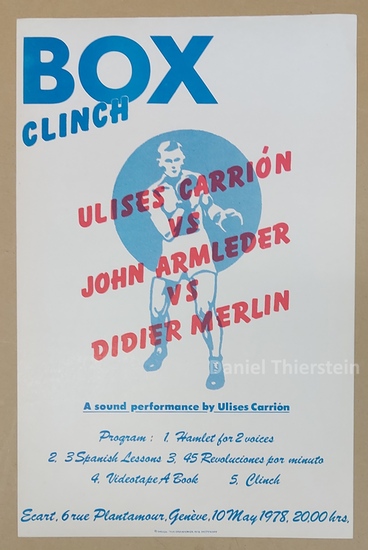 BOX
CLINCH
ULISES CARRIÓN
VS
JOHN ARMLEDER
VS
DIDIER MERLIN
Daniel Thierstein
A sound performance by Ulises Carrión
Program : 1. Hamlet for 2 voices
2. 3 Spanish Lessons 3. 45 Revoluciones por minuto
4. Videotape A Book 5. Clinch
Ecart, 6 rue Plantamour, Genève, 10 May 1978, 20.00 hrs.